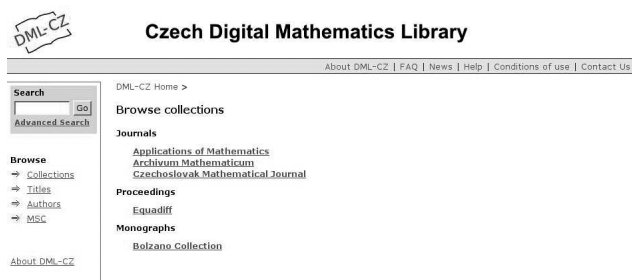 DML-CZ
Czech Digital Mathematics Library
About DML-CZ | FAQ | News | Help | Conditions of use | Contact Us
Search
Go
Advanced Search
Browse
⇒ Collections
⇒ Titles
⇒ Authors
⇒ MSC
About DML-CZ
DML-CZ Home >
Browse collections
Journals
Applications of Mathematics
Archivum Mathematicum
Czechoslovak Mathematical Journal
Proceedings
Equadiff
Monographs
Bolzano Collection